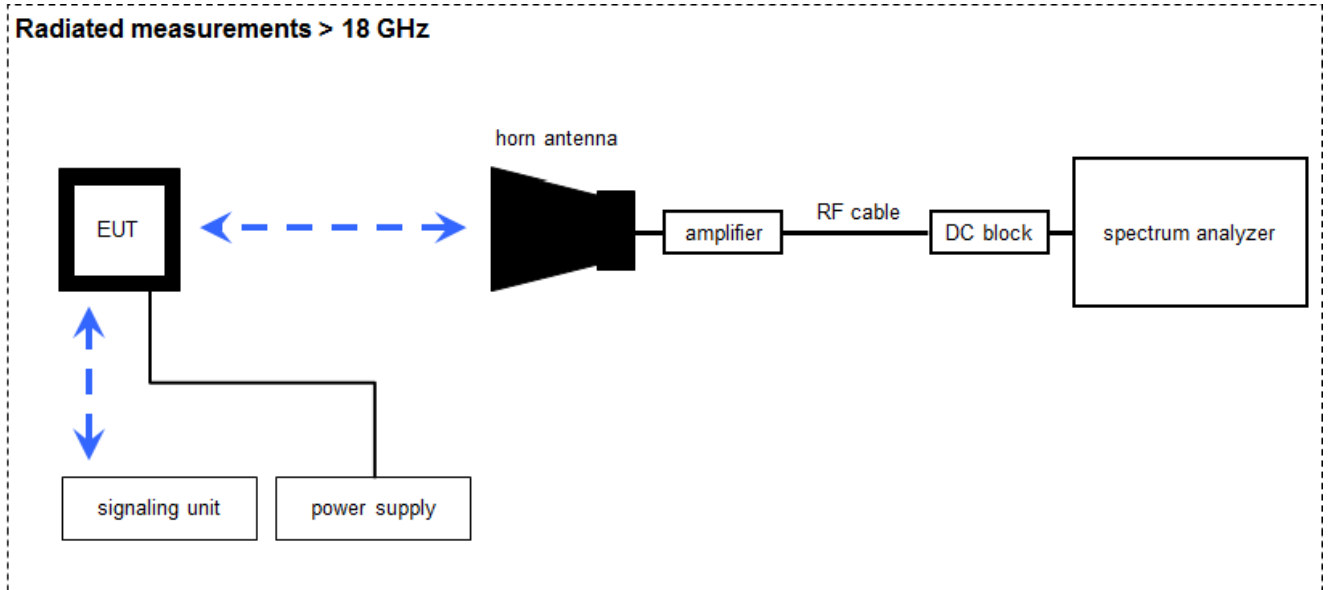 Radiated measurements > 18 GHz
horn antenna
EUT
amplifier
RF cable
DC block
spectrum analyzer
signaling unit
power supply